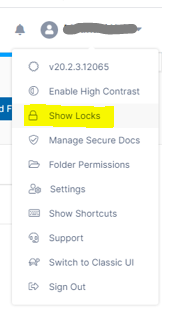 d F
v20.2.3.12065
Enable High Contrast
Show Locks
Manage Secure Docs
Folder Permissions
Settings
Show Shortcuts
Support
Switch to Classic UI
Sign Out